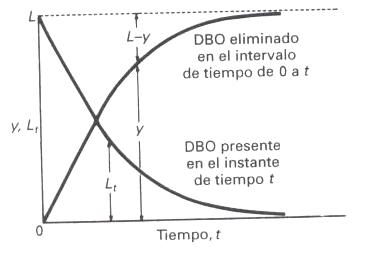 L
L–y
DBO eliminado
en el intervalo
de tiempo de 0 a t
y, Lt
y
DBO presente
en el instante
de tiempo t
Lt
0
Tiempo, t